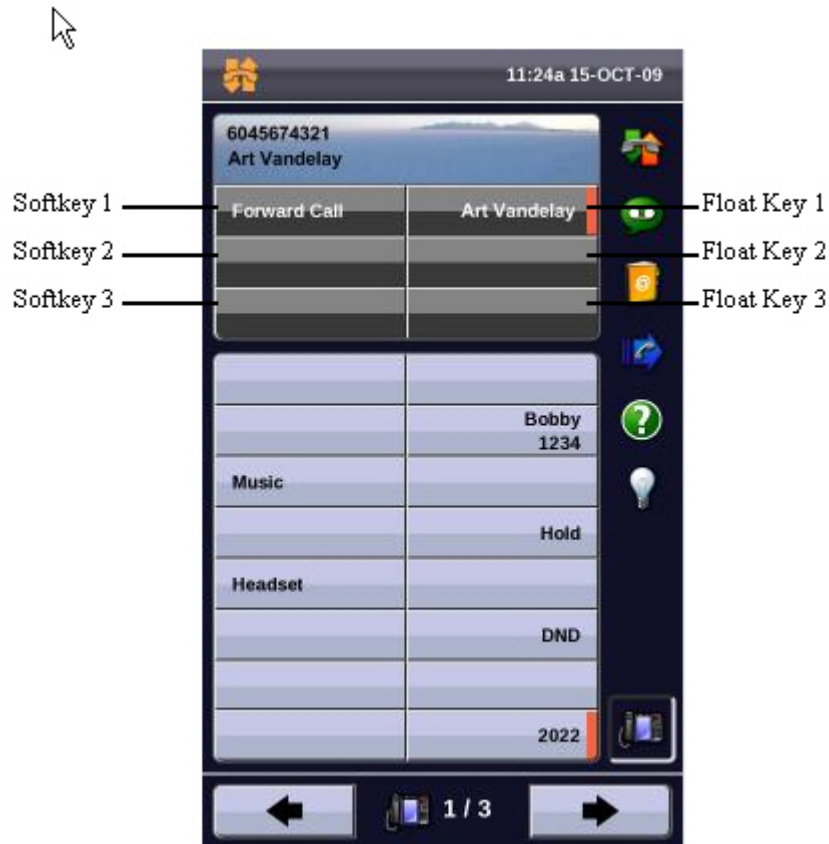 11:24a 15-OCT-09
6045674321
Art Vandelay
Softkey 1
Forward Call
Art Vandelay
Float Key 1
Softkey 2
Float Key 2
@
Softkey 3
Float Key 3
Bobby
1234
?
Music
Hold
Headset
DND
2022
1 / 3